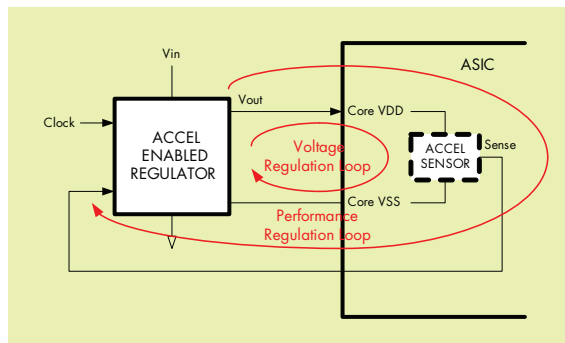 Vin
ASIC
Vout
Core VDD
Clock
ACCEL
ENABLED
REGULATOR
Voltage
Regulation Loop
ACCEL
SENSOR
Sense
Core VSS
Performance
Regulation Loop